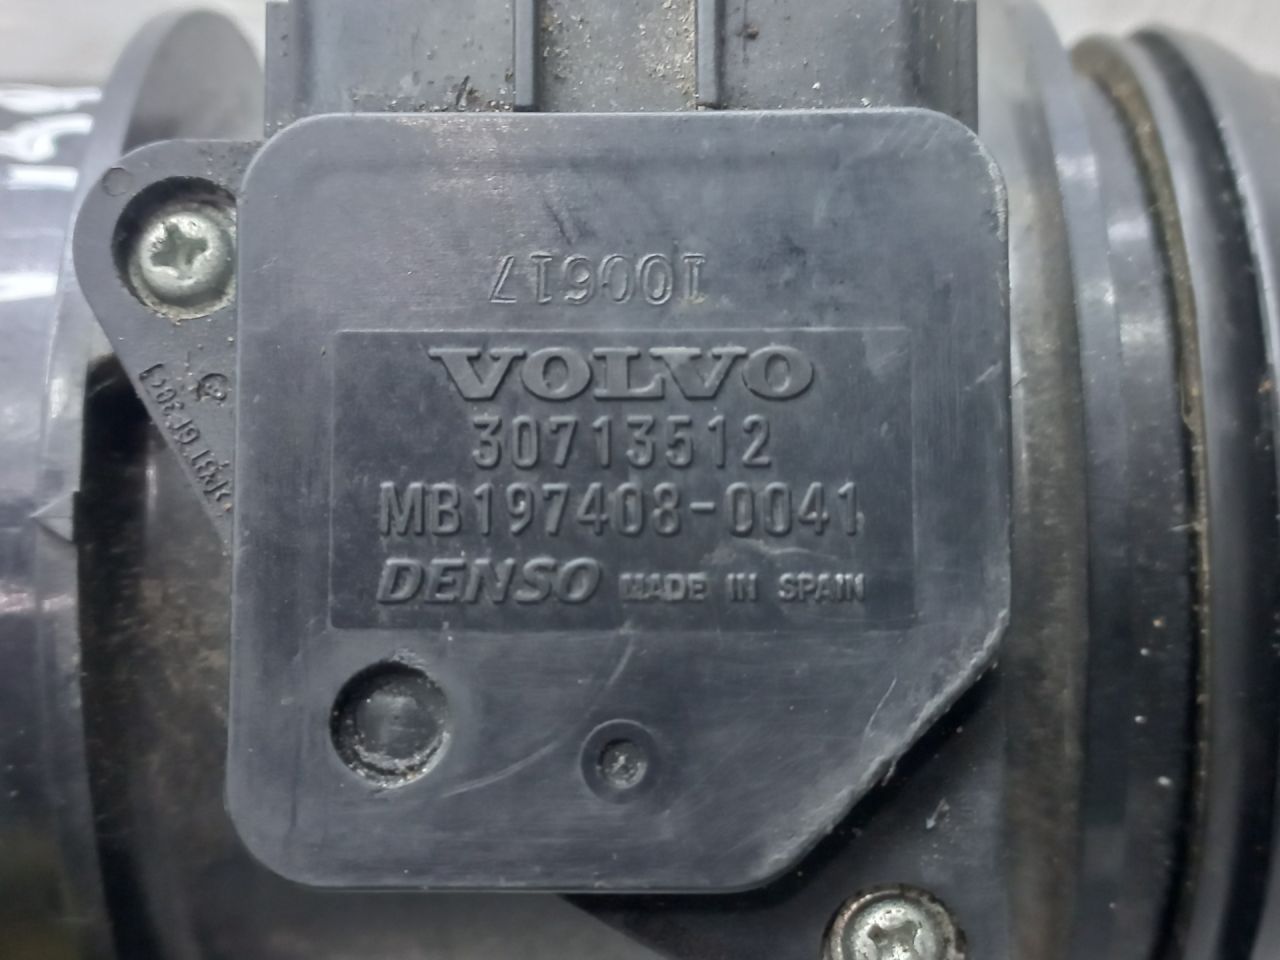 100617
VOLVO
30713512
MB197408-0041
DENSO MADE IN SPAIN